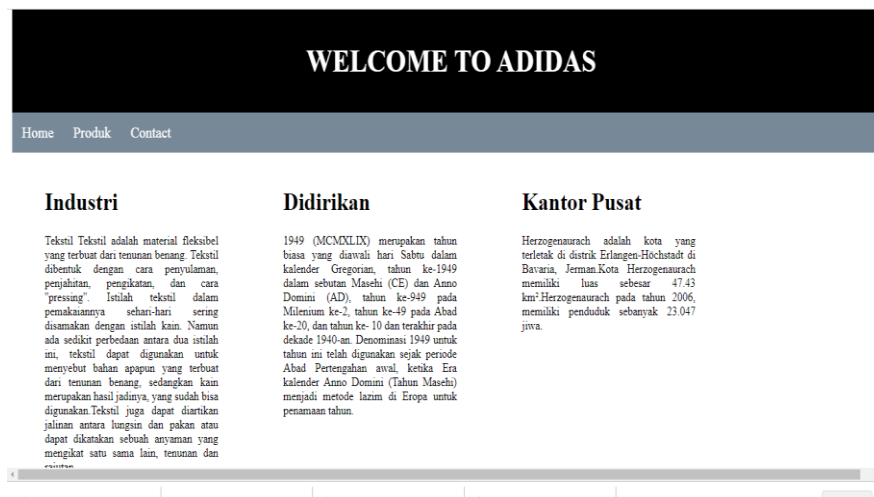 WELCOME TO ADIDAS
Home Produk Contact
Industri
Tekstil Tekstil adalah material fleksibel
yang terbuat dari tenunan benang. Tekstil
dibentuk dengan cara penyulaman,
penjahitan, pengikatan, dan cara
"pressing". Istilah tekstil dalam
pemakaiannya sehari-hari sering
disamakan dengan istilah kain. Namun
ada sedikit perbedaan antara dua istilah
ini, tekstil dapat digunakan untuk
menyebut bahan apapun yang terbuat
dari tenunan benang, sedangkan kain
merupakan hasil jadinya, yang sudah bisa
digunakan.Tekstil juga dapat diartikan
jalinan antara lungsin dan pakan atau
dapat dikatakan sebuah anyaman yang
mengikat satu sama lain, tenunan dan
rajutan.
Didirikan
1949 (MCMXLIX) merupakan tahun
biasa yang diawali hari Sabtu dalam
kalender Gregorian, tahun ke-1949
dalam sebutan Masehi (CE) dan Anno
Domini (AD), tahun ke-949 pada
Milenium ke-2, tahun ke-49 pada Abad
ke-20, dan tahun ke- 10 dan terakhir pada
dekade 1940-an. Denominasi 1949 untuk
tahun ini telah digunakan sejak periode
Abad Pertengahan awal, ketika Era
kalender Anno Domini (Tahun Masehi)
menjadi metode lazim di Eropa untuk
penamaan tahun.
Kantor Pusat
Herzogenaurach adalah kota yang
terletak di distrik Erlangen-Höchstadt di
Bavaria, Jerman.Kota Herzogenaurach
memiliki luas sebesar 47.43
km².Herzogenaurach pada tahun 2006,
memiliki penduduk sebanyak 23.047
jiwa.